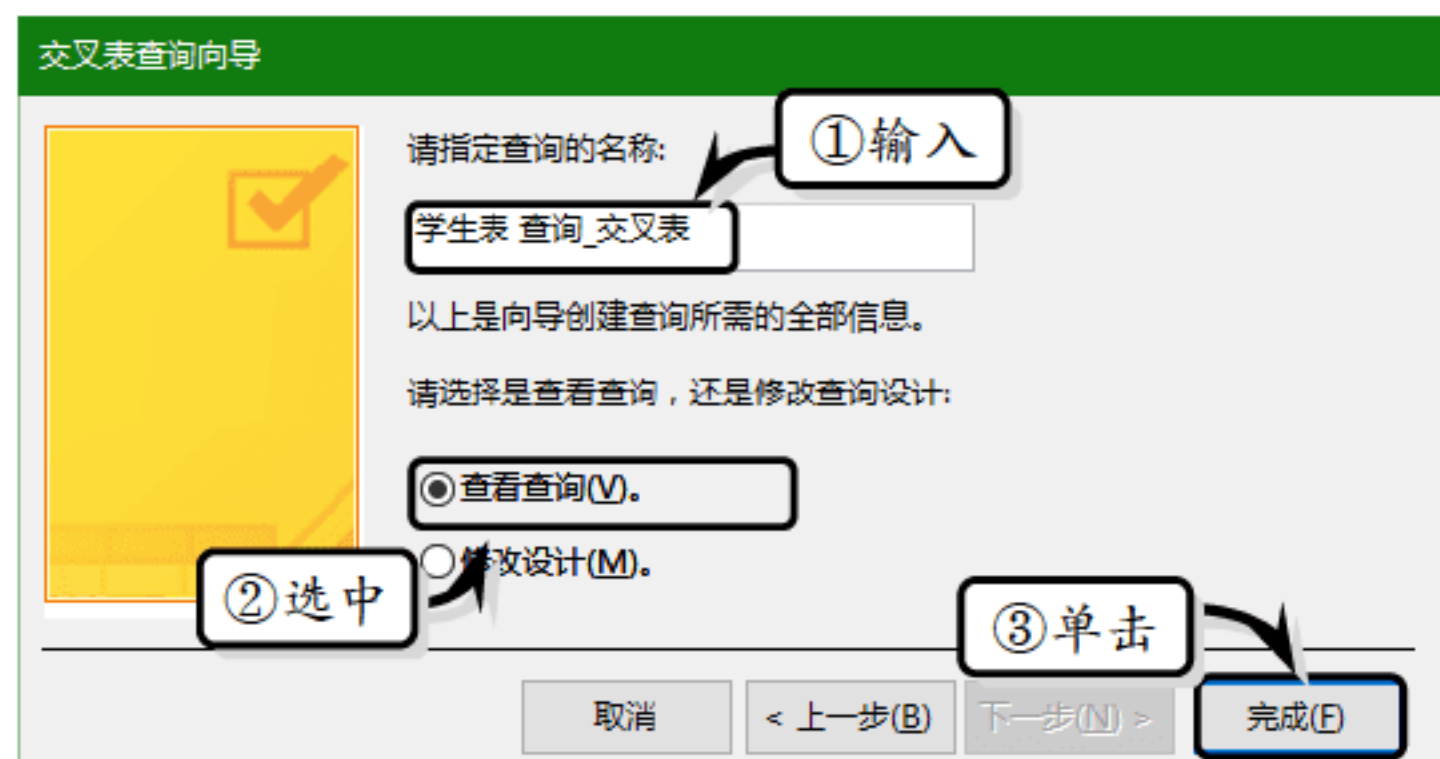 交叉表查询向导
请指定查询的名称:
①输入
学生表 查询_交叉表
以上是向导创建查询所需的全部信息。
请选择是查看查询，还是修改查询设计:
查看查询(V)。
修改设计(M)。
②选中
③单击
取消
< 上一步(B)
下一步(N) >
完成(F)